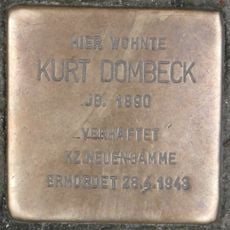 HIER WOHNTE
KURT DOMBECK
JG. 1890
VERHAFTET
KZ NEUENGAMME
ERMORDET 28.4.1943